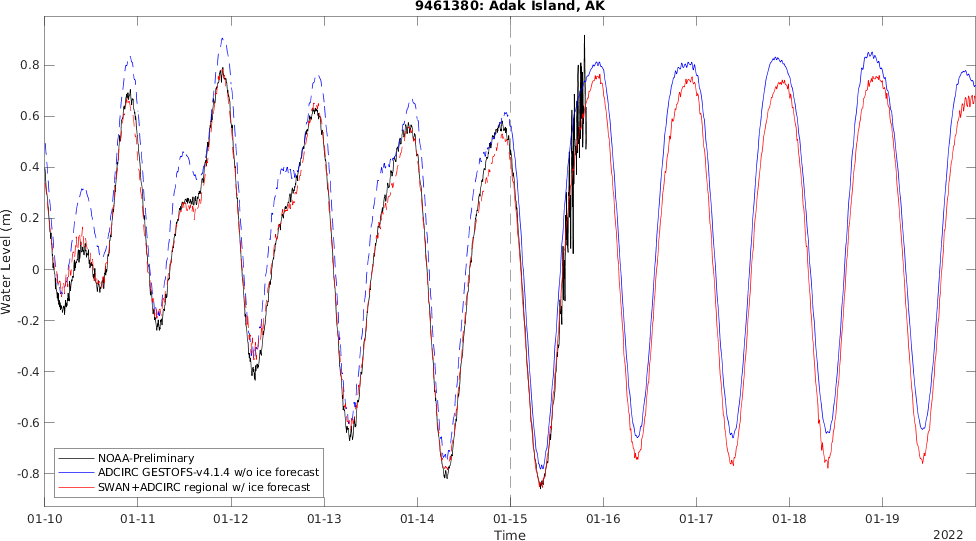 9461380: Adak Island, AK
Water Level (m)
0.8
0.6
0.4
0.2
0
-0.2
-0.4
-0.6
-0.8
NOAA-Preliminary
ADCIRC GESTOFS-v4.1.4 w/o ice forecast
SWAN+ADCIRC regional w/ ice forecast
01-10 01-11 01-12 01-13 01-14 01-15 01-16 01-17 01-18 01-19
Time
2022